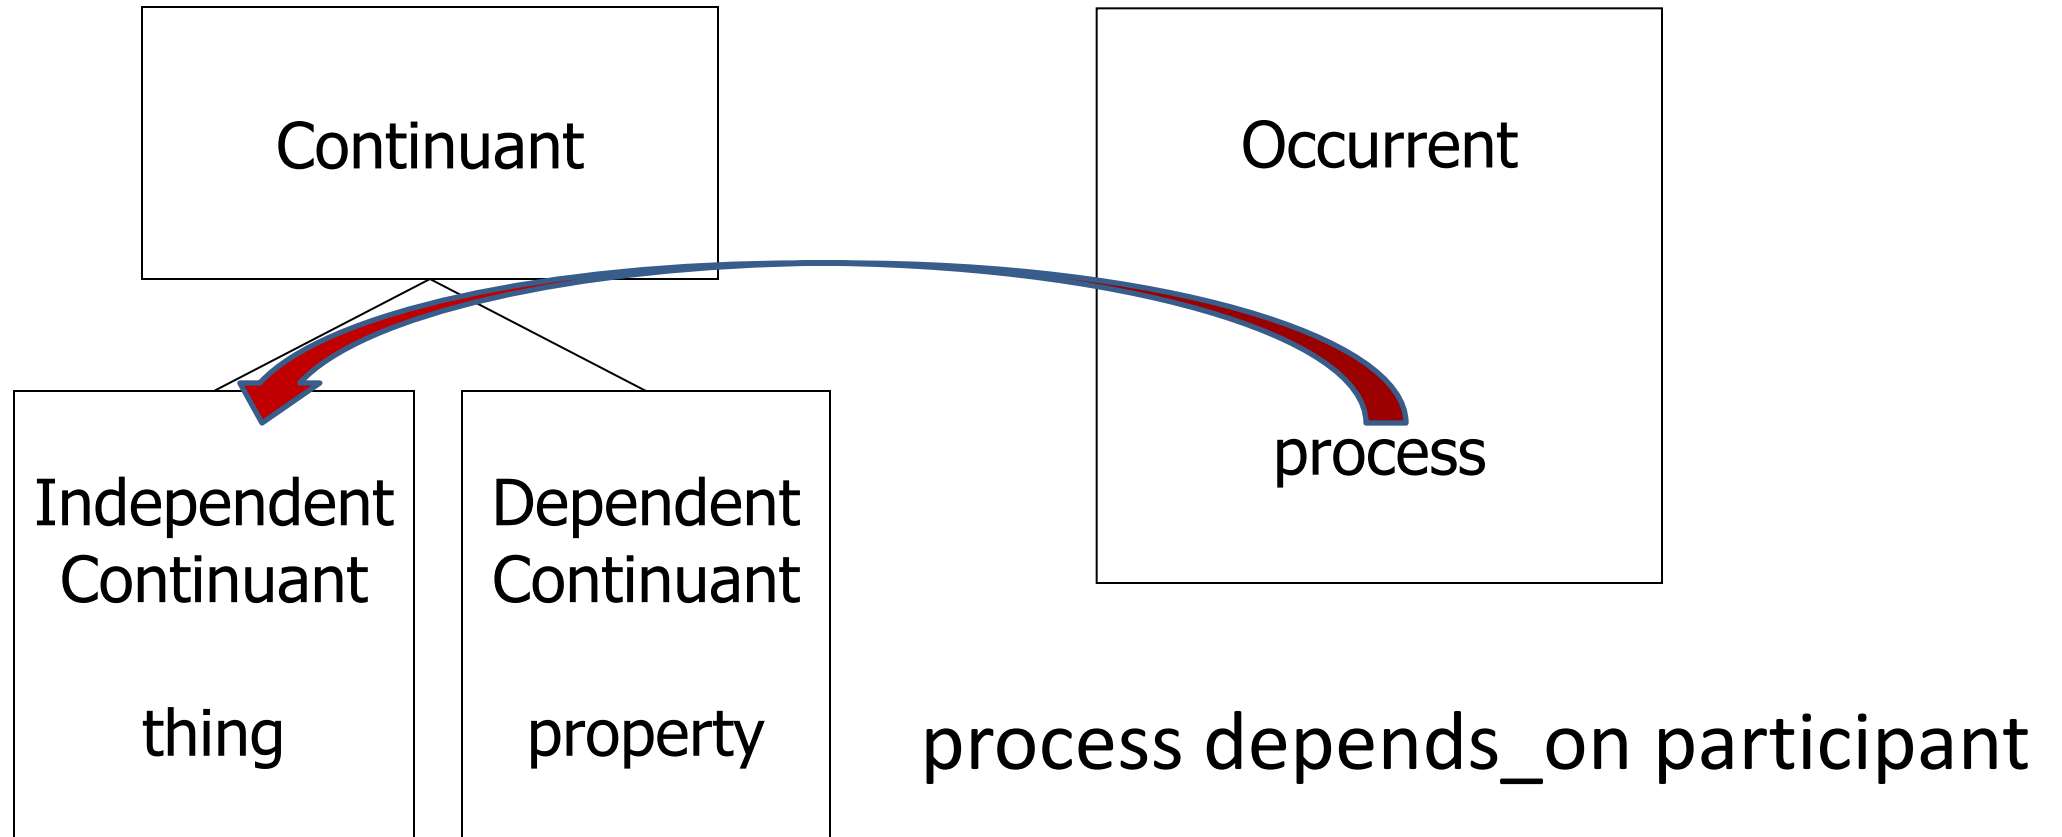 Continuant
Occurrent
process
Independent
Continuant
thing
Dependent
Continuant
property
process depends_on participant